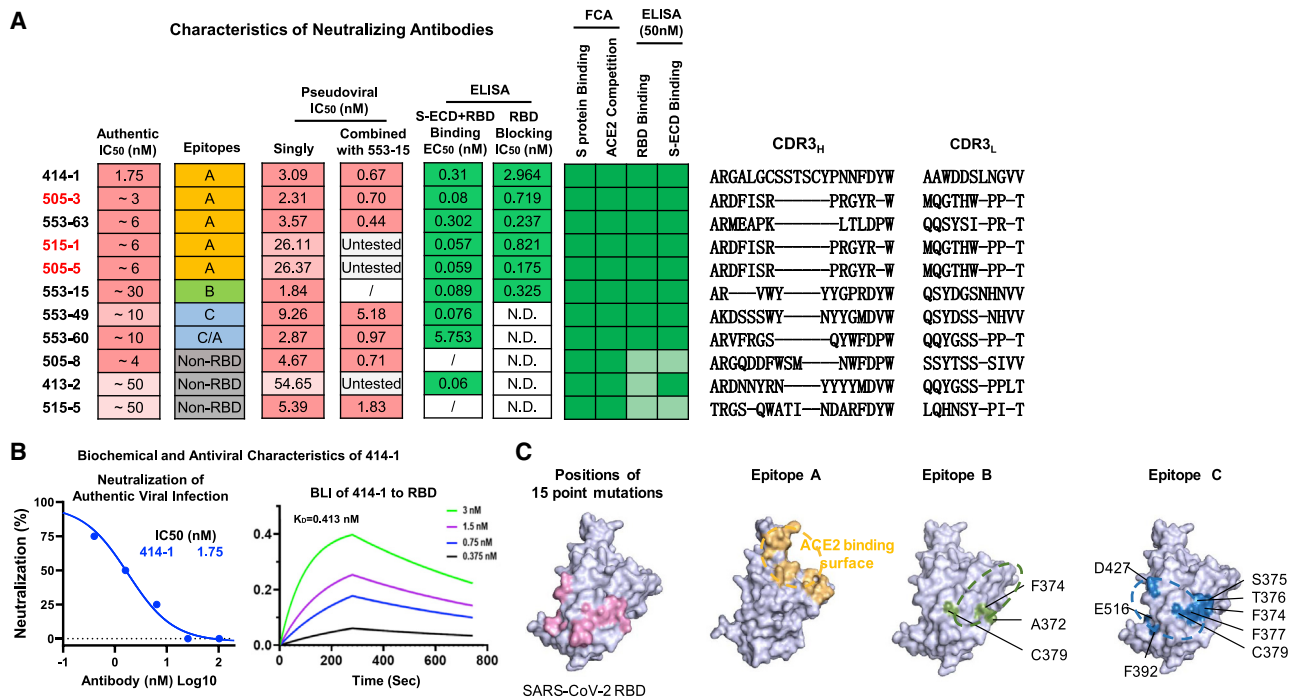 A
Characteristics of Neutralizing Antibodies
FCA
ELISA (50nM)
S protein Binding
ACE2 Competition
RBD Binding
S-ECD Binding
Pseudoviral IC50 (nM)
ELISA
Authentic IC50 (nM)
Epitopes
Singly
Combined with 553-15
S-ECD+RBD Binding EC50 (nM)
RBD Blocking IC50 (nM)
CDR3H
CDR3L
414-1 1.75 A 3.09 0.67 0.31 2.964 ARGALGCSSTSCYPNNFDYW AAWDDSLNGVV
505-3 ~ 3 A 2.31 0.70 0.08 0.719 ARDFISR------PRGYR-W MQGTHW-PP-T
553-63 ~ 6 A 3.57 0.44 0.302 0.237 ARMEAPK-------LTLDPW QQSYSI-PR-T
515-1 ~ 6 A 26.11 Untested 0.057 0.821 ARDFISR------PRGYR-W MQGTHW-PP-T
505-5 ~ 6 A 26.37 Untested 0.059 0.175 ARDFISR------PRGYR-W MQGTHW-PP-T
553-15 ~ 30 B 1.84 / 0.089 0.325 AR---VWY---YYGPRDYW QSYDGSNHNVV
553-49 ~ 10 C 9.26 5.18 0.076 N.D. AKDSSSWY----NYYGMDVW QSYDSS-NHVV
553-60 ~ 10 C/A 2.87 0.97 5.753 N.D. ARVFRGS------QYWFDPW QQYGSS--P-T
505-8 ~ 4 Non-RBD 4.67 0.71 / N.D. ARGQDDFWSM---NWFDPW SSYTSS-SIVV
413-2 ~ 50 Non-RBD 54.65 Untested 0.06 N.D. ARDNNYRN----YYYYMDVW QQYGSS-PPLT
515-5 ~ 50 Non-RBD 5.39 1.83 / N.D. TRGS-QWATI--NDARFDYW LQHNSY-PI-T
B
Biochemical and Antiviral Characteristics of 414-1
Neutralization of
Authentic Viral Infection
Neutralization (%)
100
75
50
25
0
-1 0 1 2
Antibody (nM) Log10
IC50 (nM)
414-1 1.75
BLI of 414-1 to RBD
KD=0.413 nM
3 nM
1.5 nM
0.75 nM
0.375 nM
0.4
0.2
0.0
0 200 400 600 800
Time (Sec)
C
Positions of
15 point mutations
SARS-CoV-2 RBD
Epitope A
ACE2 binding
surface
Epitope B
F374
A372
C379
Epitope C
D427
E516
F392
S375
T376
F374
F377
C379